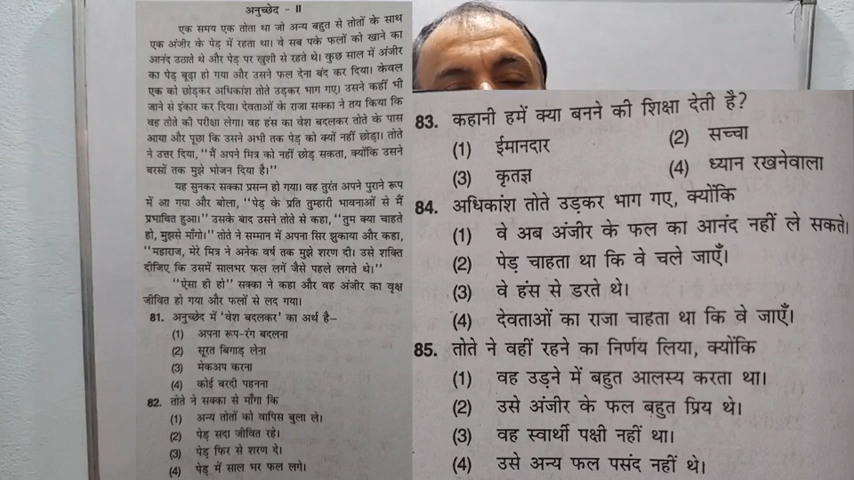 अनुच्छेद - II
एक समय एक तोता था जो अन्य बहुत से तोतों के साथ
एक अंजीर के पेड़ में रहता था। वे सब पके फलों को खाने का
आनंद उठाते थे और पेड़ पर खुशी से रहते थे। कुछ साल में अंजीर
का पेड़ बूढ़ा हो गया और उसने फल देना बंद कर दिया। केवल
एक को छोड़कर अधिकांश तोते उड़कर भाग गए। उसने कहीं भी
जाने से इंकार कर दिया। देवताओं के राजा सक्का ने तय किया कि
वह तोते की परीक्षा लेगा। वह हंस का वेश बदलकर तोते के पास
आया और पूछा कि उसने अभी तक पेड़ को क्यों नहीं छोड़ा। तोते
ने उत्तर दिया, ''मैं अपने मित्र को नहीं छोड़ सकता, क्योंकि उसने
बरसों तक मुझे भोजन दिया है।''
यह सुनकर सक्का प्रसन्न हो गया। वह तुरंत अपने पुराने रूप
में आ गया और बोला, ''पेड़ के प्रति तुम्हारी भावनाओं से मैं
प्रभावित हुआ।'' उसके बाद उसने तोते से कहा, ''तुम क्या चाहते
हो, मुझसे माँगो।'' तोते ने सम्मान में अपना सिर झुकाया और कहा,
''महाराज, मेरे मित्र ने अनेक वर्ष तक मुझे शरण दी। उसे शक्ति
दीजिए कि उसमें सालभर फल लगें जैसे पहले लगते थे।''
''ऐसा ही हो'' सक्का ने कहा और वह अंजीर का वृक्ष
जीवित हो गया और फलों से लद गया।
81. अनुच्छेद में 'वेश बदलकर' का अर्थ है–
(1) अपना रूप-रंग बदलना
(2) सूरत बिगाड़ लेना
(3) मेकअप करना
(4) कोई बरदी पहनना
82. तोते ने सक्का से माँगा कि
(1) अन्य तोतों को वापिस बुला ले।
(2) पेड़ सदा जीवित रहे।
(3) पेड़ फिर से शरण दे।
(4) पेड़ में साल भर फल लगे।
83. कहानी हमें क्या बनने की शिक्षा देती है?
(1) ईमानदार (2) सच्चा
(3) कृतज्ञ (4) ध्यान रखनेवाला
84. अधिकांश तोते उड़कर भाग गए, क्योंकि
(1) वे अब अंजीर के फल का आनंद नहीं ले सकते।
(2) पेड़ चाहता था कि वे चले जाएँ।
(3) वे हंस से डरते थे।
(4) देवताओं का राजा चाहता था कि वे जाएँ।
85. तोते ने वहीं रहने का निर्णय लिया, क्योंकि
(1) वह उड़ने में बहुत आलस्य करता था।
(2) उसे अंजीर के फल बहुत प्रिय थे।
(3) वह स्वार्थी पक्षी नहीं था।
(4) उसे अन्य फल पसंद नहीं थे।